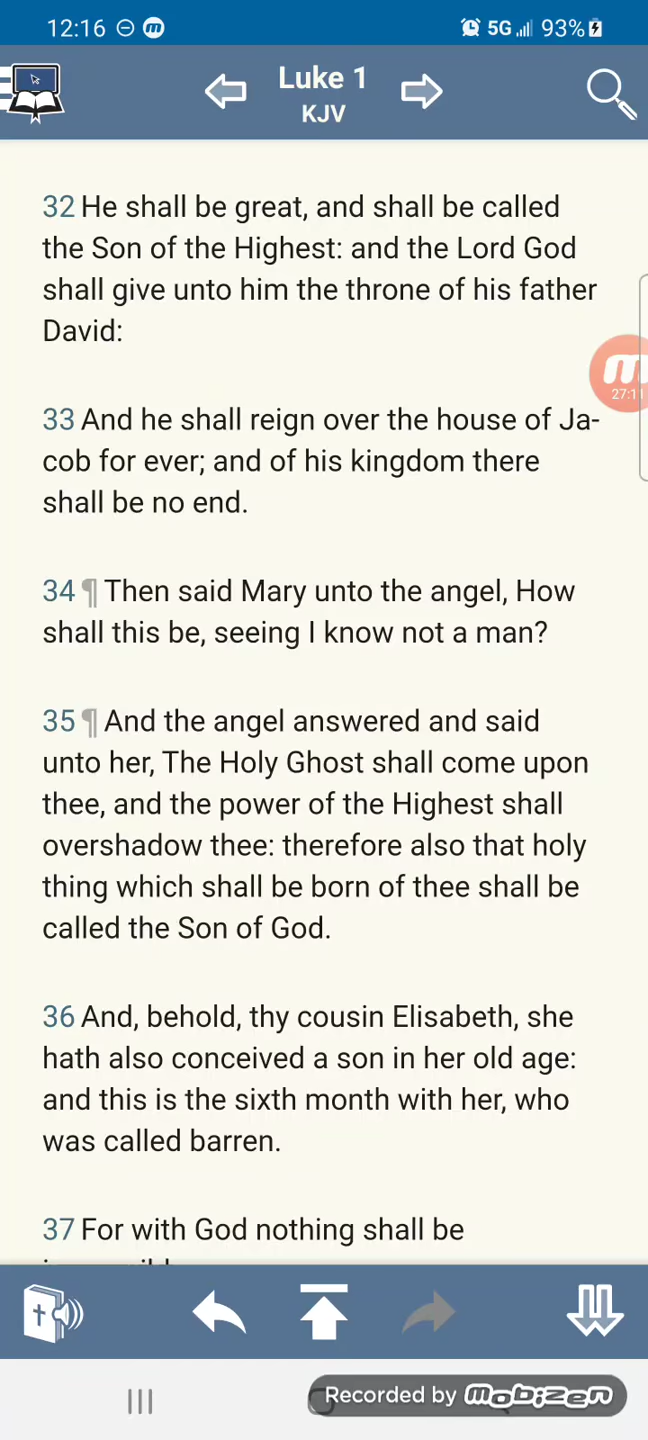 12:16
5G 93%
Luke 1
KJV
32 He shall be great, and shall be called
the Son of the Highest: and the Lord God
shall give unto him the throne of his father
David:
27:11
33 And he shall reign over the house of Ja-
cob for ever; and of his kingdom there
shall be no end.
34 ¶ Then said Mary unto the angel, How
shall this be, seeing I know not a man?
35 ¶ And the angel answered and said
unto her, The Holy Ghost shall come upon
thee, and the power of the Highest shall
overshadow thee: therefore also that holy
thing which shall be born of thee shall be
called the Son of God.
36 And, behold, thy cousin Elisabeth, she
hath also conceived a son in her old age:
and this is the sixth month with her, who
was called barren.
37 For with God nothing shall be
Recorded by mobizen